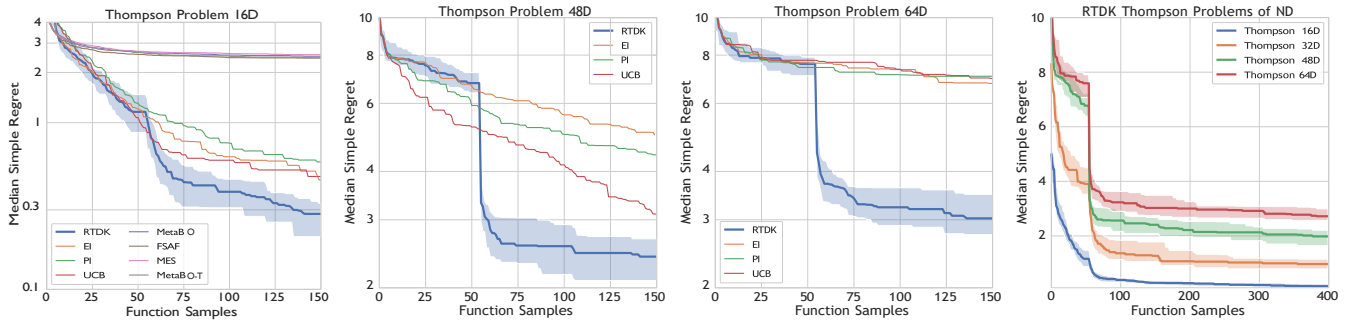 Thompson Problem 16D
Median Simple Regret
4
3
2
1
0.3
0.1
RTDK
EI
PI
UCB
MetaB O
FSAF
MES
MetaB O-T
0 25 50 75 100 125 150
Function Samples
Thompson Problem 48D
Median Simple Regret
10
8
6
4
3
2
RTDK
EI
PI
UCB
0 25 50 75 100 125 150
Function Samples
Thompson Problem 64D
Median Simple Regret
10
8
6
4
3
2
RTDK
EI
PI
UCB
0 25 50 75 100 125 150
Function Samples
RTDK Thompson Problems of ND
Median Simple Regret
10
8
6
4
2
Thompson 16D
Thompson 32D
Thompson 48D
Thompson 64D
0 100 200 300 400
Function Samples